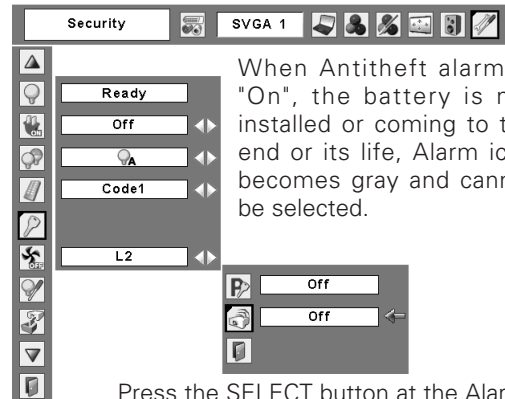 Security
SVGA 1
When Antitheft alarm
"On", the battery is n
installed or coming to t
end or its life, Alarm ic
becomes gray and cann
be selected.
Ready
Off
A
Code1
L2
ON
OFF
P
Off
Off
Press the SELECT button at the Alar